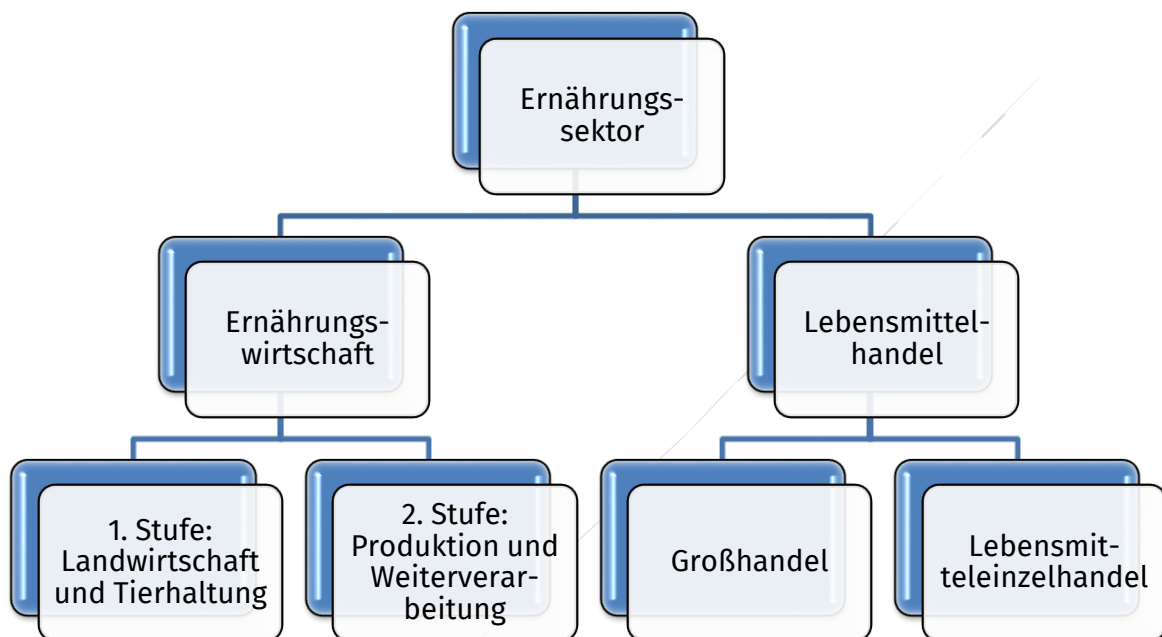 Ernährungs-
sektor
Ernährungs-
wirtschaft
Lebensmittel-
handel
1. Stufe:
Landwirtschaft
und Tierhaltung
2. Stufe:
Produktion und
Weiterverar-
beitung
Großhandel
Lebensmit-
teleinzelhandel